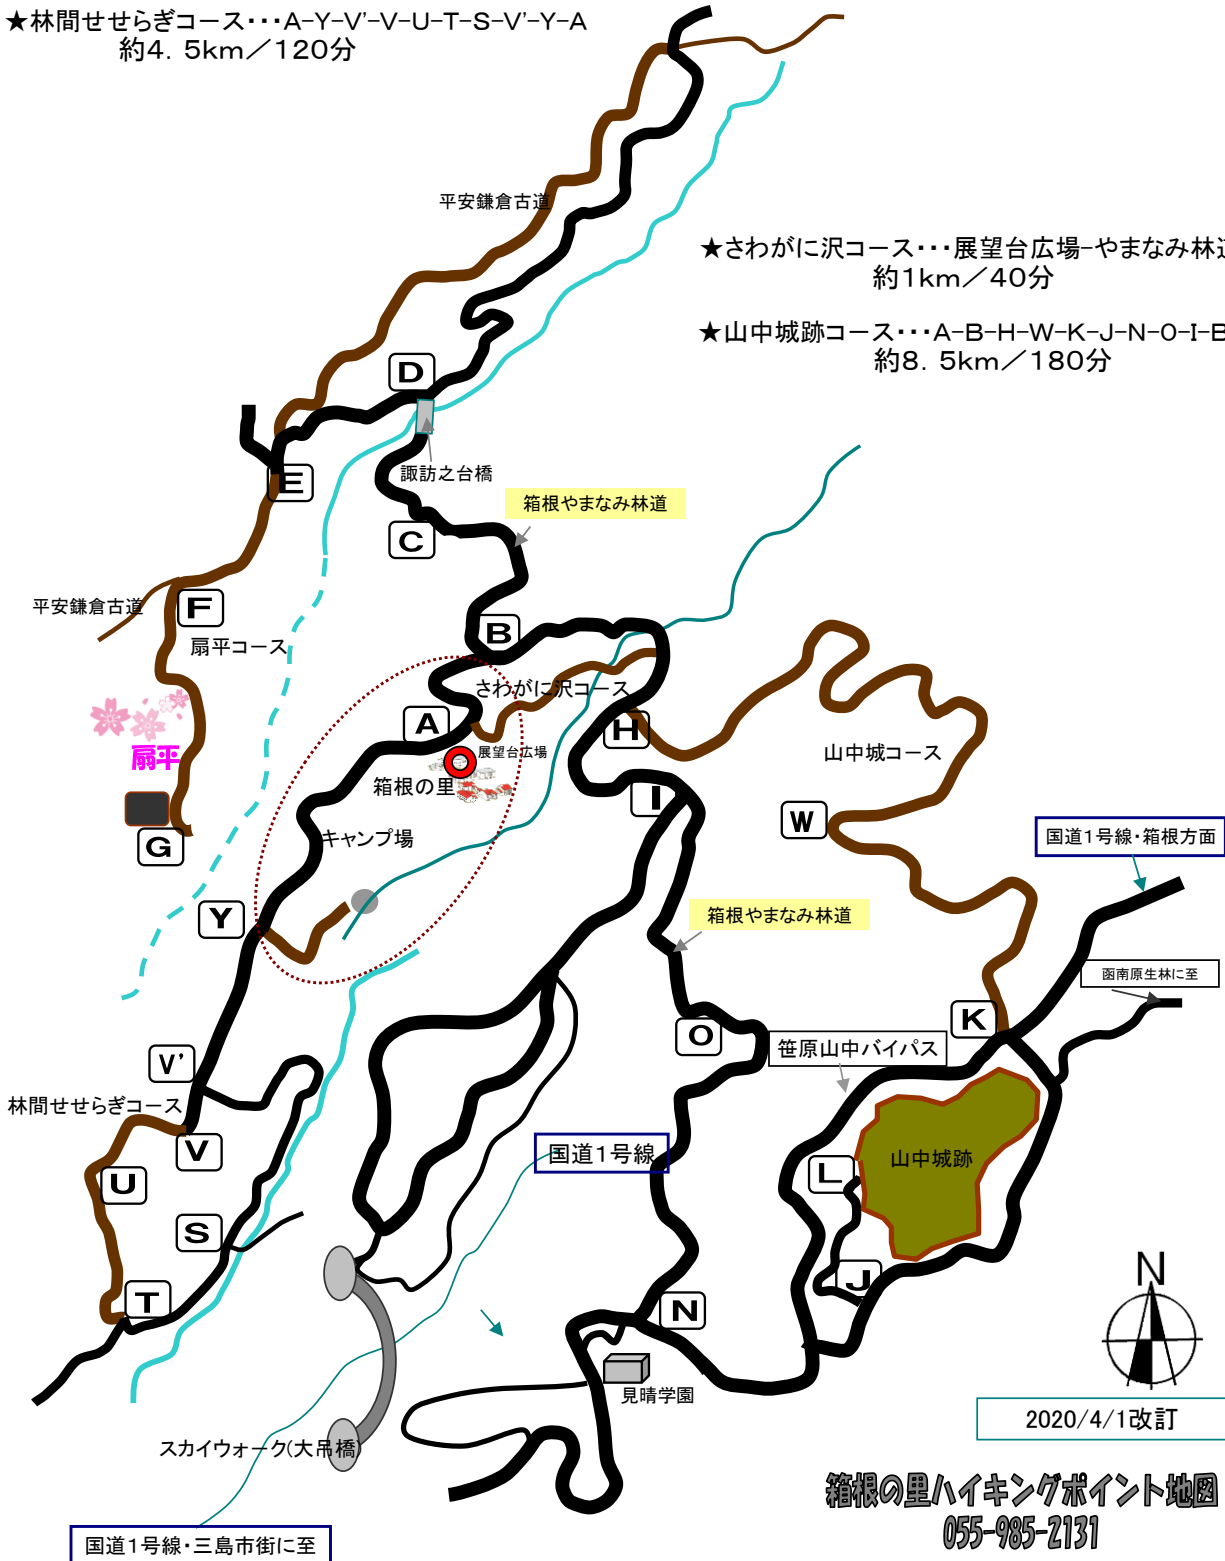 ★林間せせらぎコース・・・A-Y-V'-V-U-T-S-V'-Y-A
約4．5km／120分
平安鎌倉古道
★さわがに沢コース・・・展望台広場-やまなみ林道
約1km／40分
★山中城跡コース・・・A-B-H-W-K-J-N-O-I-B
約8．5km／180分
D
諏訪之台橋
E
箱根やまなみ林道
C
平安鎌倉古道
F
B
扇平コース
さわがに沢コース
A
H
展望台広場
山中城コース
扇平
箱根の里
I
W
G
キャンプ場
国道1号線・箱根方面
Y
箱根やまなみ林道
函南原生林に至
K
O
笹原山中バイパス
V'
林間せせらぎコース
V
国道1号線
山中城跡
L
U
S
J
N
T
N
見晴学園
2020/4/1改訂
スカイウォーク(大吊橋)
箱根の里ハイキングポイント地図
055-985-2131
国道1号線・三島市街に至